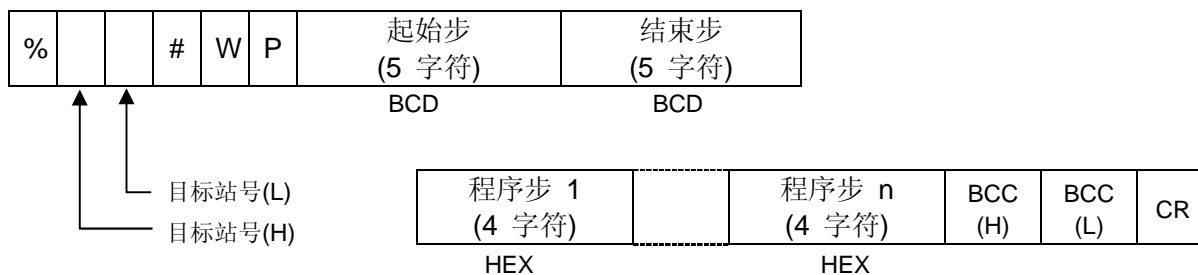 % # W P 起始步 结束步
(5 字符) (5 字符)
BCD BCD
目标站号(L)
目标站号(H)
程序步 1 程序步 n BCC BCC CR
(4 字符) (4 字符) (H) (L)
HEX HEX